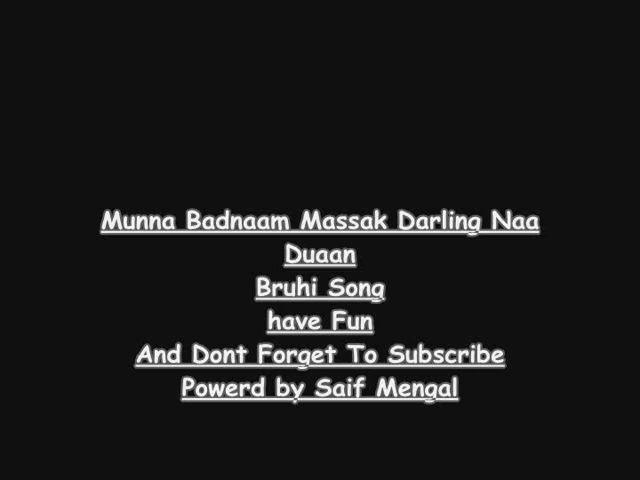 Munna Badnaam Massak Darling Naa
Duaan
Bruhi Song
have Fun
And Dont Forget To Subscribe
Powerd by Saif Mengal